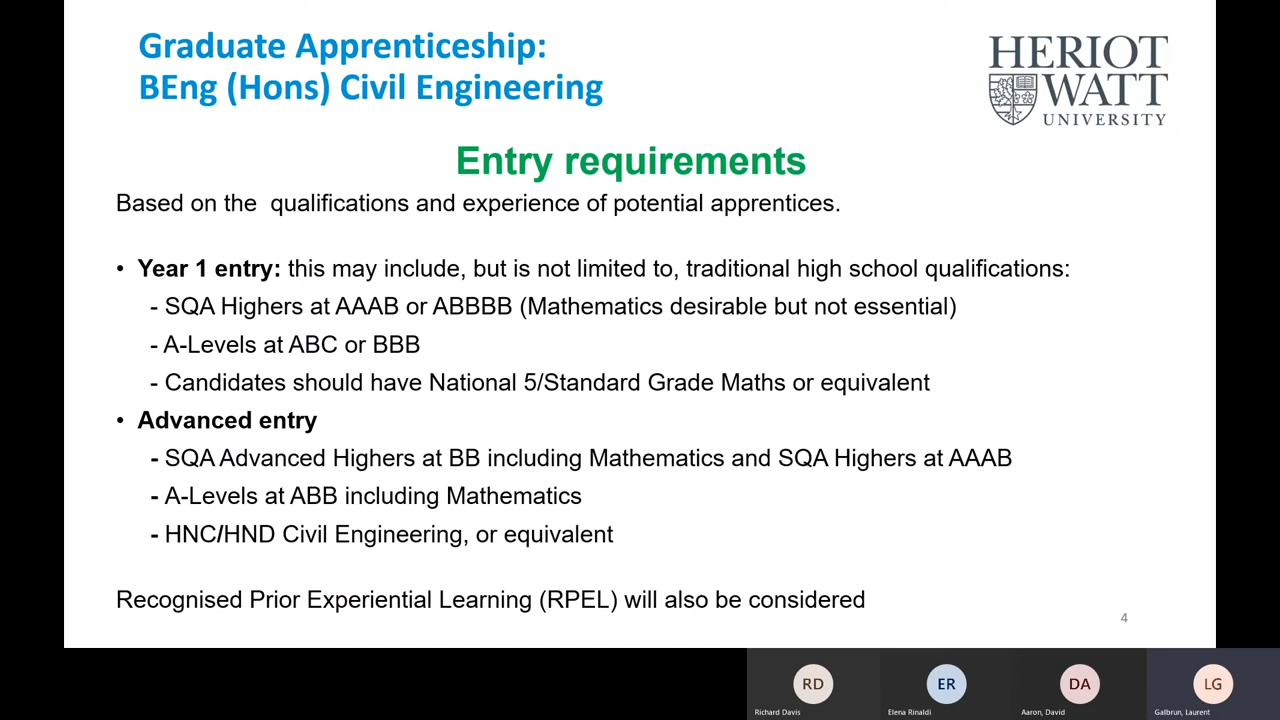 Graduate Apprenticeship:
BEng (Hons) Civil Engineering
HERIOT
WATT
UNIVERSITY
Entry requirements
Based on the  qualifications and experience of potential apprentices.
• Year 1 entry: this may include, but is not limited to, traditional high school qualifications:
- SQA Highers at AAAB or ABBBB (Mathematics desirable but not essential)
- A-Levels at ABC or BBB
- Candidates should have National 5/Standard Grade Maths or equivalent
• Advanced entry
- SQA Advanced Highers at BB including Mathematics and SQA Highers at AAAB
- A-Levels at ABB including Mathematics
- HNC/HND Civil Engineering, or equivalent
Recognised Prior Experiential Learning (RPEL) will also be considered
4
RD
ER
DA
LG
Richard Davis
Elena Rinaldi
Aaron, David
Galbrun, Laurent